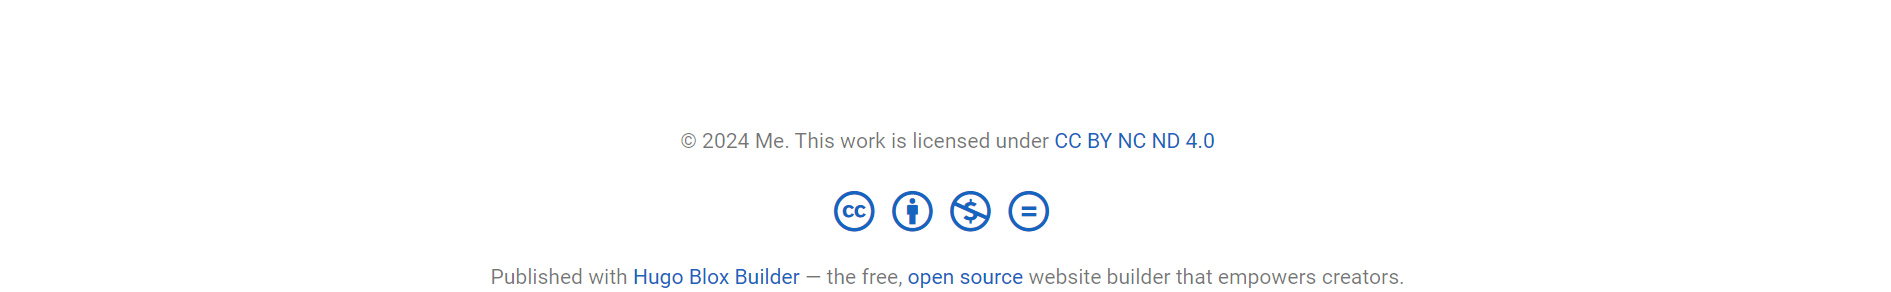 © 2024 Me. This work is licensed under CC BY NC ND 4.0
cc
Published with Hugo Blox Builder — the free, open source website builder that empowers creators.